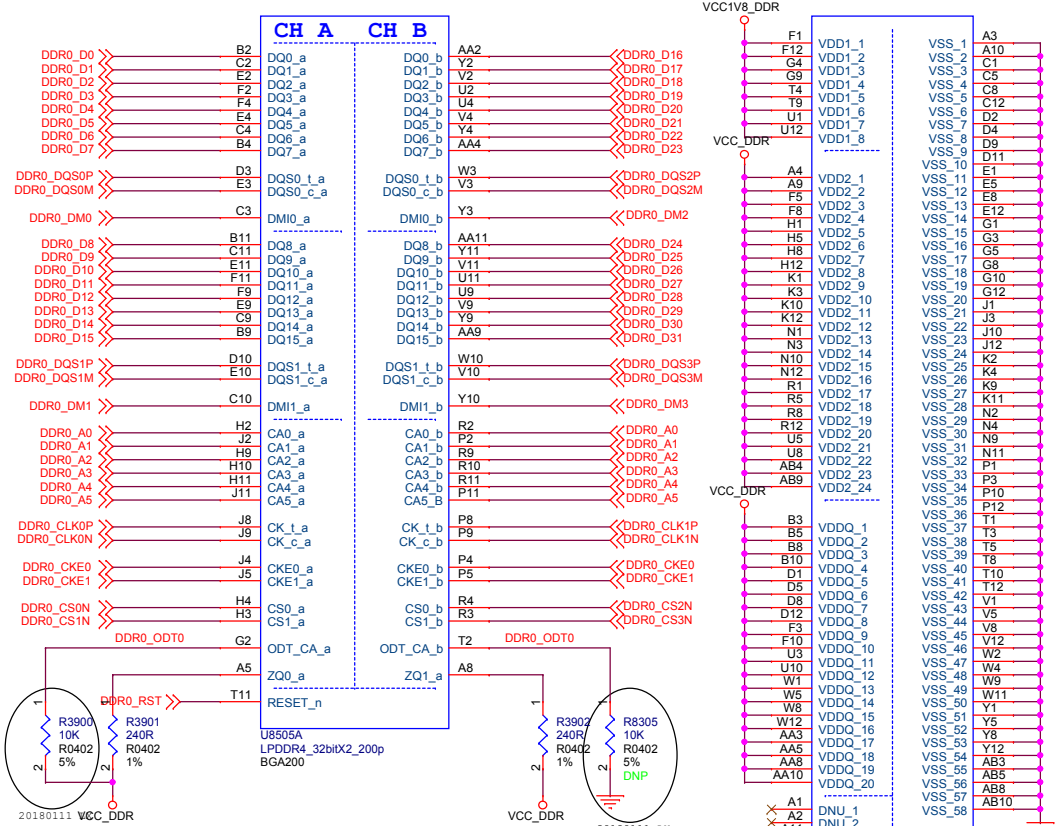 CH A CH B
DDR0_D0 B2 DQ0_a DQ0_b AA2 DDR0_D16
DDR0_D1 C2 DQ1_a DQ1_b Y2 DDR0_D17
DDR0_D2 E2 DQ2_a DQ2_b V2 DDR0_D18
DDR0_D3 F2 DQ3_a DQ3_b U2 DDR0_D19
DDR0_D4 F4 DQ4_a DQ4_b U4 DDR0_D20
DDR0_D5 E4 DQ5_a DQ5_b V4 DDR0_D21
DDR0_D6 C4 DQ6_a DQ6_b Y4 DDR0_D22
DDR0_D7 B4 DQ7_a DQ7_b AA4 DDR0_D23
DDR0_DQS0P D3 DQS0_t_a DQS0_t_b W3 DDR0_DQS2P
DDR0_DQS0M E3 DQS0_c_a DQS0_c_b V3 DDR0_DQS2M
DDR0_DM0 C3 DMI0_a DMI0_b Y3 DDR0_DM2
DDR0_D8 B11 DQ8_a DQ8_b AA11 DDR0_D24
DDR0_D9 C11 DQ9_a DQ9_b Y11 DDR0_D25
DDR0_D10 E11 DQ10_a DQ10_b V11 DDR0_D26
DDR0_D11 F11 DQ11_a DQ11_b U11 DDR0_D27
DDR0_D12 F9 DQ12_a DQ12_b U9 DDR0_D28
DDR0_D13 E9 DQ13_a DQ13_b V9 DDR0_D29
DDR0_D14 C9 DQ14_a DQ14_b Y9 DDR0_D30
DDR0_D15 B9 DQ15_a DQ15_b AA9 DDR0_D31
DDR0_DQS1P D10 DQS1_t_a DQS1_t_b W10 DDR0_DQS3P
DDR0_DQS1M E10 DQS1_c_a DQS1_c_b V10 DDR0_DQS3M
DDR0_DM1 C10 DMI1_a DMI1_b Y10 DDR0_DM3
DDR0_A0 H2 CA0_a CA0_b R2 DDR0_A0
DDR0_A1 J2 CA1_a CA1_b P2 DDR0_A1
DDR0_A2 H9 CA2_a CA2_b R9 DDR0_A2
DDR0_A3 H10 CA3_a CA3_b R10 DDR0_A3
DDR0_A4 H11 CA4_a CA4_b R11 DDR0_A4
DDR0_A5 J11 CA5_a CA5_B P11 DDR0_A5
DDR0_CLK0P J8 CK_t_a CK_t_b P8 DDR0_CLK1P
DDR0_CLK0N J9 CK_c_a CK_c_b P9 DDR0_CLK1N
DDR0_CKE0 J4 CKE0_a CKE0_b P4 DDR0_CKE0
DDR0_CKE1 J5 CKE1_a CKE1_b P5 DDR0_CKE1
DDR0_CS0N H4 CS0_a CS0_b R4 DDR0_CS2N
DDR0_CS1N H3 CS1_a CS1_b R3 DDR0_CS3N
DDR0_ODT0 G2 ODT_CA_a ODT_CA_b T2 DDR0_ODT0
A5 ZQ0_a ZQ1_a A8
DDR0_RST T11 RESET_n
U8505A
LPDDR4_32bitX2_200p
BGA200
1
R3900
10K
R0402
5%
2
1
R3901
240R
R0402
1%
2
VCC_DDR
20180111
1
R3902
240R
R0402
1%
2
VCC_DDR
1
R8305
10K
R0402
5%
DNP
2
VCC1V8_DDR
F1 VDD1_1
F12 VDD1_2
G4 VDD1_3
G9 VDD1_4
T4 VDD1_5
T9 VDD1_6
U1 VDD1_7
U12 VDD1_8
VCC_DDR
A4 VDD2_1
A9 VDD2_2
F5 VDD2_3
F8 VDD2_4
H1 VDD2_5
H5 VDD2_6
H8 VDD2_7
H12 VDD2_8
K1 VDD2_9
K3 VDD2_10
K10 VDD2_11
K12 VDD2_12
N1 VDD2_13
N3 VDD2_14
N10 VDD2_15
N12 VDD2_16
R1 VDD2_17
R5 VDD2_18
R8 VDD2_19
R12 VDD2_20
U5 VDD2_21
U8 VDD2_22
AB4 VDD2_23
AB9 VDD2_24
VCC_DDR
B3 VDDQ_1
B5 VDDQ_2
B8 VDDQ_3
B10 VDDQ_4
D1 VDDQ_5
D5 VDDQ_6
D8 VDDQ_7
D12 VDDQ_8
F3 VDDQ_9
F10 VDDQ_10
U3 VDDQ_11
U10 VDDQ_12
W1 VDDQ_13
W5 VDDQ_14
W8 VDDQ_15
W12 VDDQ_16
AA3 VDDQ_17
AA5 VDDQ_18
AA8 VDDQ_19
AA10 VDDQ_20
A1 DNU_1
A2 DNU_2
VSS_1 A3
VSS_2 A10
VSS_3 C1
VSS_4 C5
VSS_5 C8
VSS_6 C12
VSS_7 D2
VSS_8 D4
VSS_9 D9
VSS_10 D11
VSS_11 E1
VSS_12 E5
VSS_13 E8
VSS_14 E12
VSS_15 G1
VSS_16 G3
VSS_17 G5
VSS_18 G8
VSS_19 G10
VSS_20 G12
VSS_21 J1
VSS_22 J3
VSS_23 J10
VSS_24 J12
VSS_25 K2
VSS_26 K4
VSS_27 K9
VSS_28 K11
VSS_29 N2
VSS_30 N4
VSS_31 N9
VSS_32 N11
VSS_33 P1
VSS_34 P3
VSS_35 P10
VSS_36 P12
VSS_37 T1
VSS_38 T3
VSS_39 T5
VSS_40 T8
VSS_41 T10
VSS_42 T12
VSS_43 V1
VSS_44 V5
VSS_45 V8
VSS_46 V12
VSS_47 W2
VSS_48 W4
VSS_49 W9
VSS_50 W11
VSS_51 Y1
VSS_52 Y5
VSS_53 Y8
VSS_54 Y12
VSS_55 AB3
VSS_56 AB5
VSS_57 AB8
VSS_58 AB10